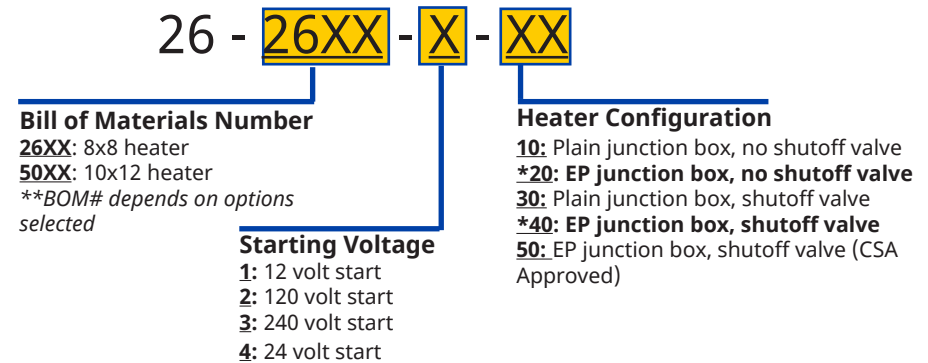 26 - 26XX - X - XX
Bill of Materials Number
26XX: 8x8 heater
50XX: 10x12 heater
**BOM# depends on options
selected
Starting Voltage
1: 12 volt start
2: 120 volt start
3: 240 volt start
4: 24 volt start
Heater Configuration
10: Plain junction box, no shutoff valve
*20: EP junction box, no shutoff valve
30: Plain junction box, shutoff valve
*40: EP junction box, shutoff valve
50: EP junction box, shutoff valve (CSA
Approved)